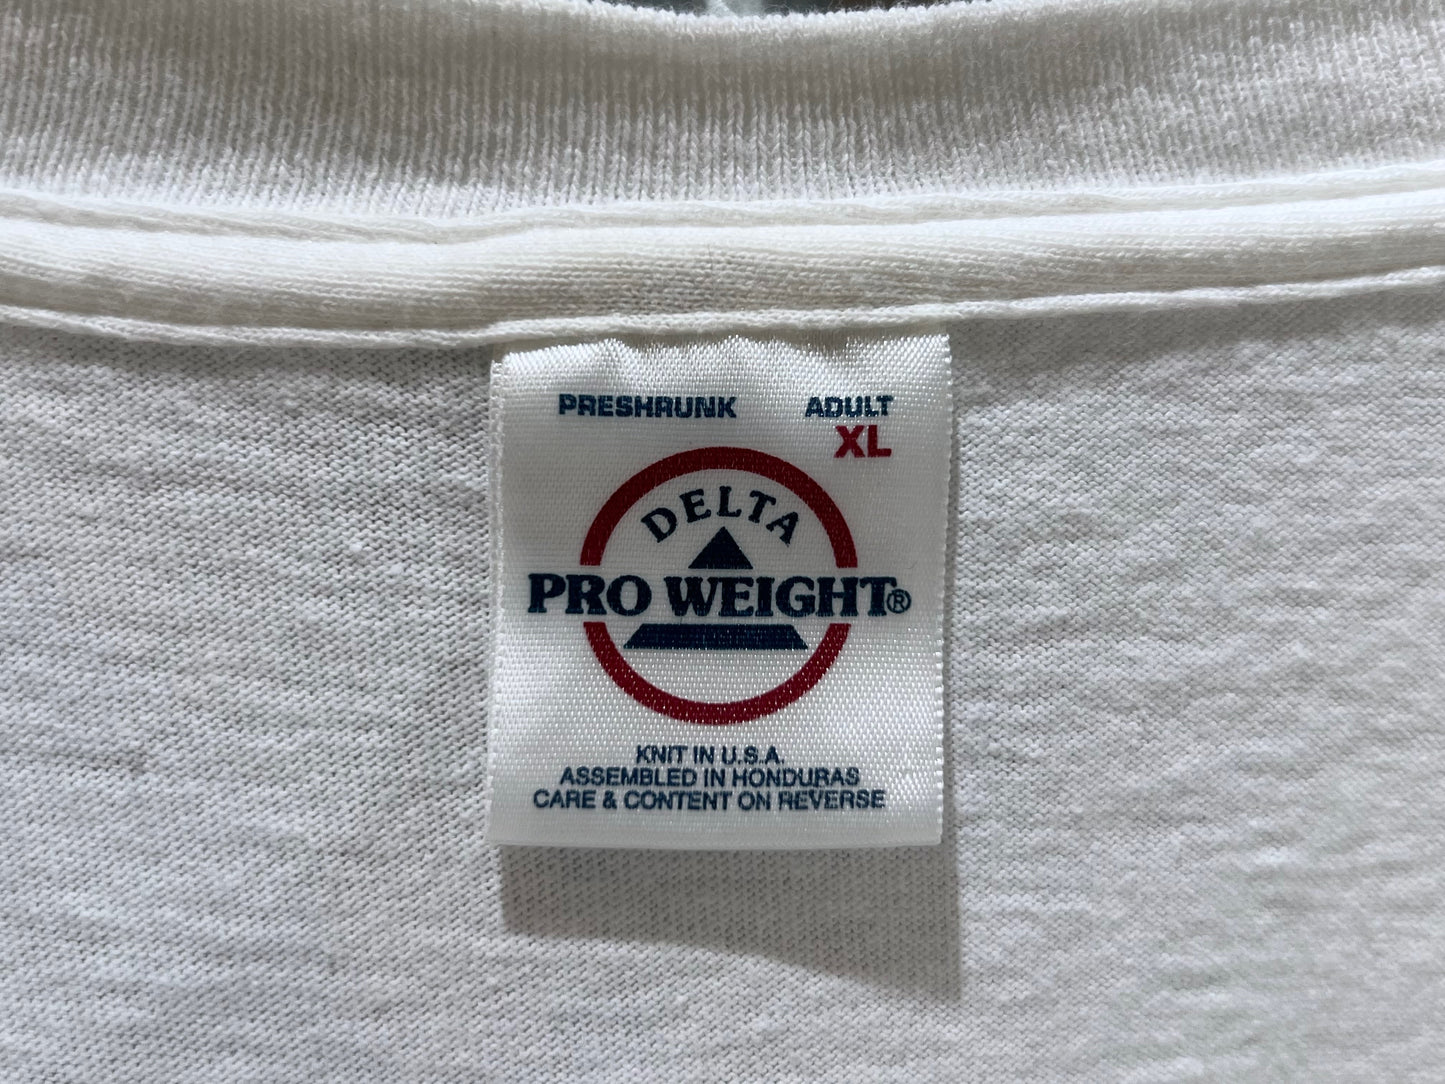 PRESHRUNK ADULT
XL
DELTA
PRO WEIGHT®
KNIT IN U.S.A.
ASSEMBLED IN HONDURAS
CARE & CONTENT ON REVERSE